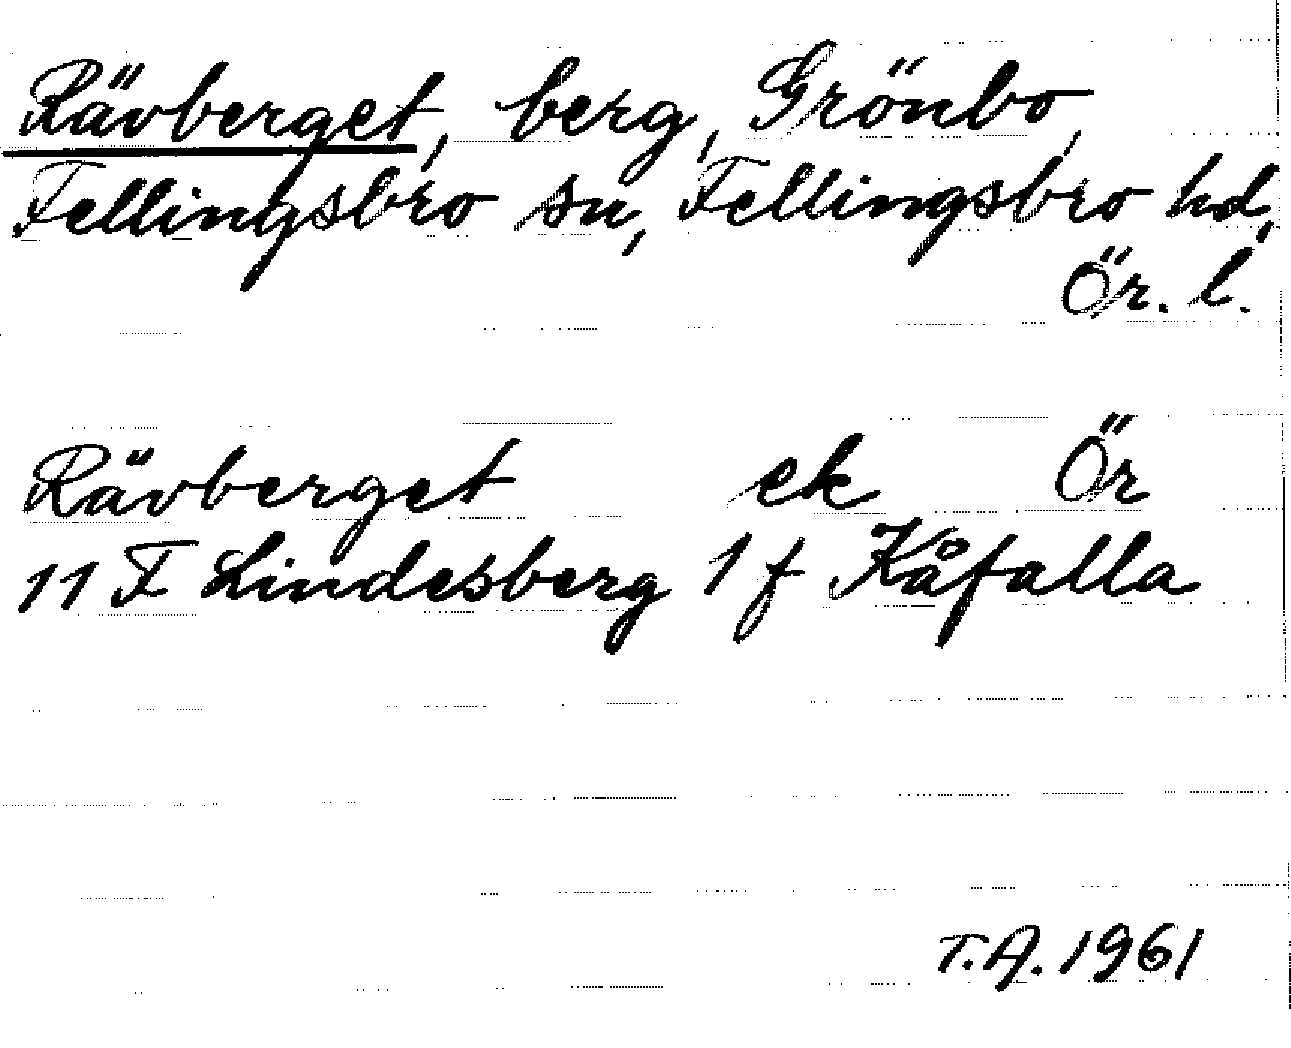 Rävberget, berg, Grönbo,
Fellingsbro sn, Fellingsbro hd,
Ör. l.
Rävberget ek Ör
11 F Lindesberg 1 f Kåfalla
T.A. 1961